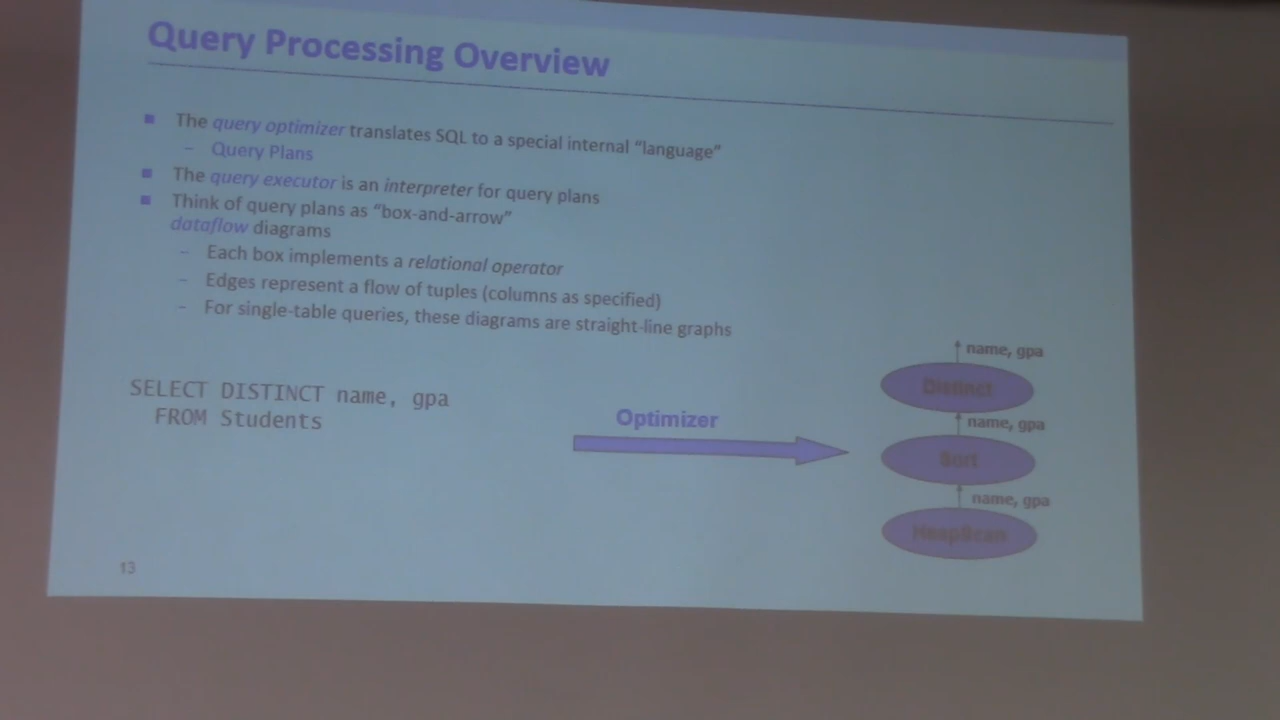 Query Processing Overview
■ The query optimizer translates SQL to a special internal “language”
– Query Plans
■ The query executor is an interpreter for query plans
■ Think of query plans as “box-and-arrow”
dataflow diagrams
– Each box implements a relational operator
– Edges represent a flow of tuples (columns as specified)
– For single-table queries, these diagrams are straight-line graphs
SELECT DISTINCT name, gpa
FROM Students
Optimizer
name, gpa
Distinct
name, gpa
Sort
name, gpa
HeapScan
13